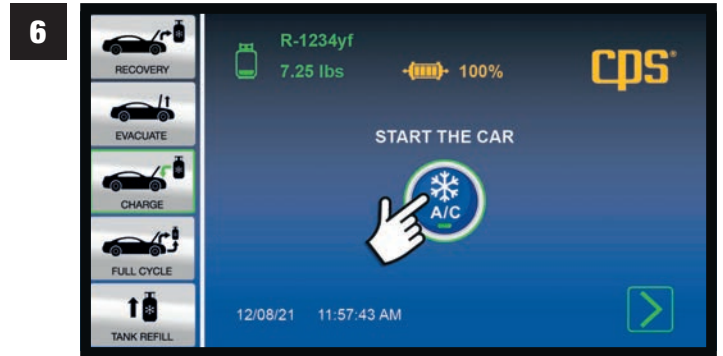 6
RECOVERY
EVACUATE
CHARGE
FULL CYCLE
TANK REFILL
R-1234yf
7.25 lbs
100%
cps®
START THE CAR
A/C
12/08/21 11:57:43 AM